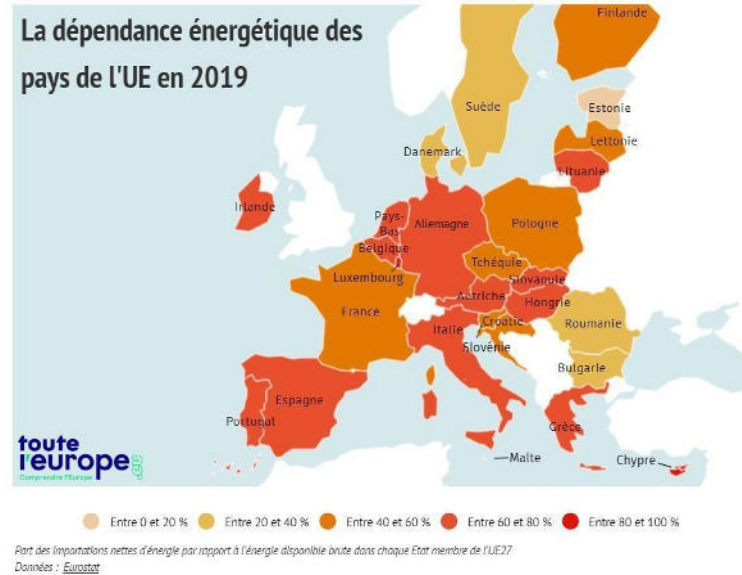 La dépendance énergétique des
pays de l'UE en 2019
Finlande
Suède
Estonie
Lettonie
Danemark
Lituanie
Irlande
Pays-
Bas
Allemagne
Pologne
Belgique
Tchéquie
Luxembourg
Slovaquie
Autriche
Hongrie
France
Croatie
Roumanie
Italie
Slovénie
Bulgarie
Espagne
Portugal
Grèce
Malte
Chypre
toute
l'europe.eu
Comprendre l'Europe
Entre 0 et 20 % Entre 20 et 40 % Entre 40 et 60 % Entre 60 et 80 % Entre 80 et 100 %
Part des importations nettes d'énergie par rapport à l'énergie disponible brute dans chaque Etat membre de l'UE27
Données : Eurostat